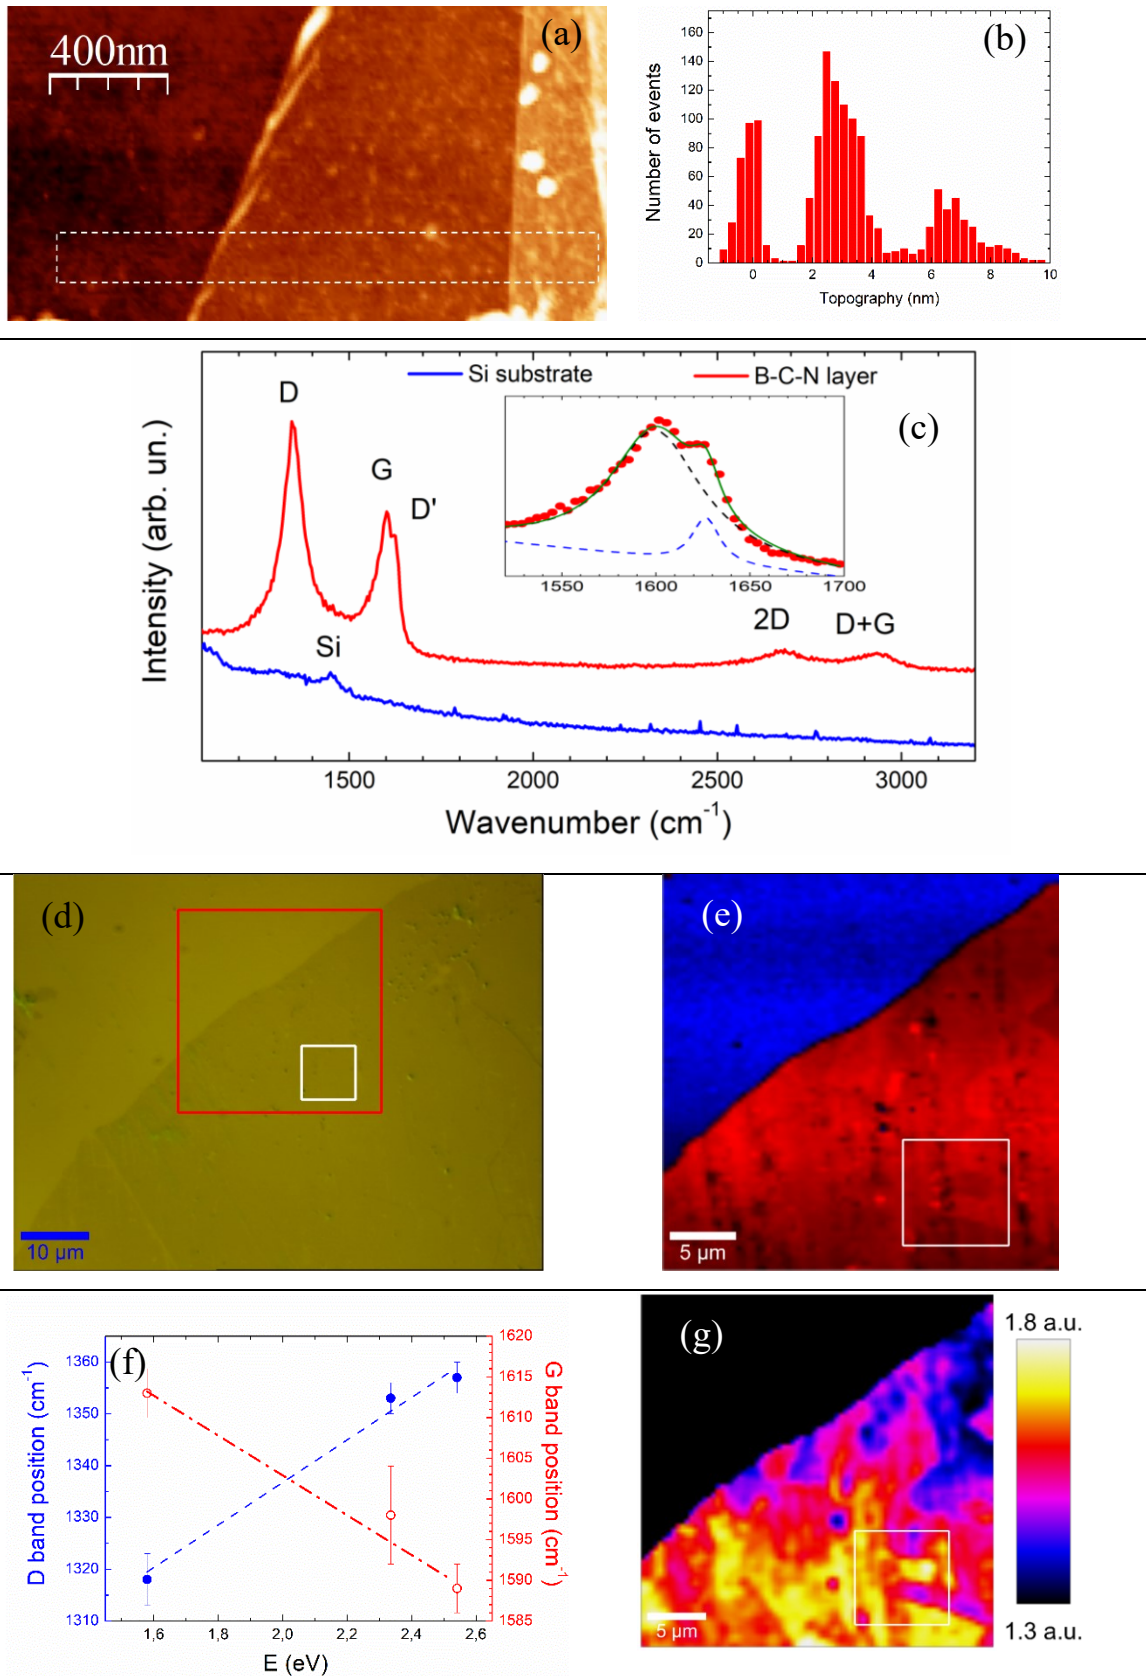 400nm
(a)
(b)
Number of events
160
140
120
100
80
60
40
20
0
0 2 4 6 8 10
Topography (nm)
Si substrate
B-C-N layer
(c)
D
G
D'
Si
2D
D+G
1550 1600 1650 1700
Intensity (arb. un.)
1500 2000 2500 3000
Wavenumber (cm-1)
(d)
10 µm
(e)
5 µm
(f)
D band position (cm-1)
1360
1350
1340
1330
1320
1310
G band position (cm-1)
1620
1615
1610
1605
1600
1595
1590
1585
1,6 1,8 2,0 2,2 2,4 2,6
E (eV)
(g)
5 µm
1.8 a.u.
1.3 a.u.